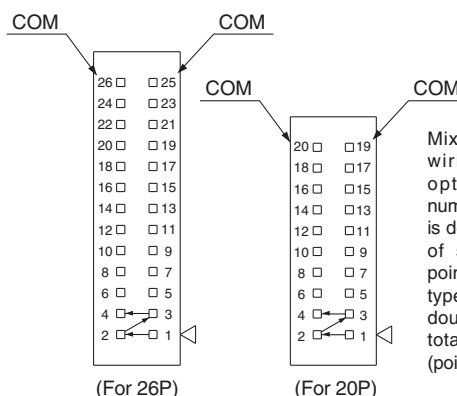 COM COM
26 25
24 23
22 21
20 19
18 17
16 15
14 13
12 11
10 9
8 7
6 5
4 3
2 1
(For 26P)
COM COM
20 19
18 17
16 15
14 13
12 11
10 9
8 7
6 5
4 3
2 1
(For 20P)
Mix
wir
opt
num
is d
of s
poin
type
dou
tota
(poi